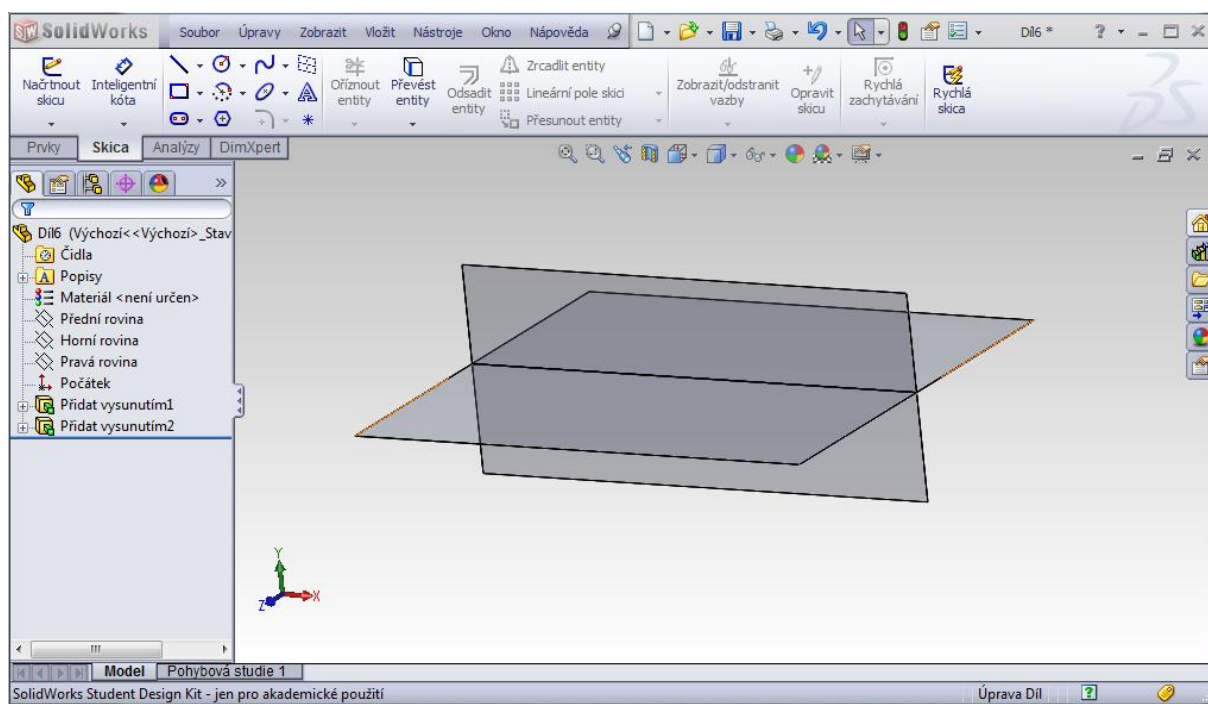 SolidWorks Soubor Úpravy Zobrazit Vložit Nástroje Okno Nápověda Díl6 * ?
Načrtnout skicu
Inteligentní kóta
Oříznout entity
Převést entity
Odsadit entity
Zrcadlit entity
Lineární pole skici
Přesunout entity
Zobrazit/odstranit vazby
Opravit skicu
Rychlá zachytávání
Rychlá skica
Prvky Skica Analýzy DimXpert
Díl6 (Výchozí<<Výchozí>_Stav
Čidla
Popisy
Materiál <není určen>
Přední rovina
Horní rovina
Pravá rovina
Počátek
Přidat vysunutím1
Přidat vysunutím2
Y
Z X
Model Pohybová studie 1
SolidWorks Student Design Kit - jen pro akademické použití Úprava Díl ?